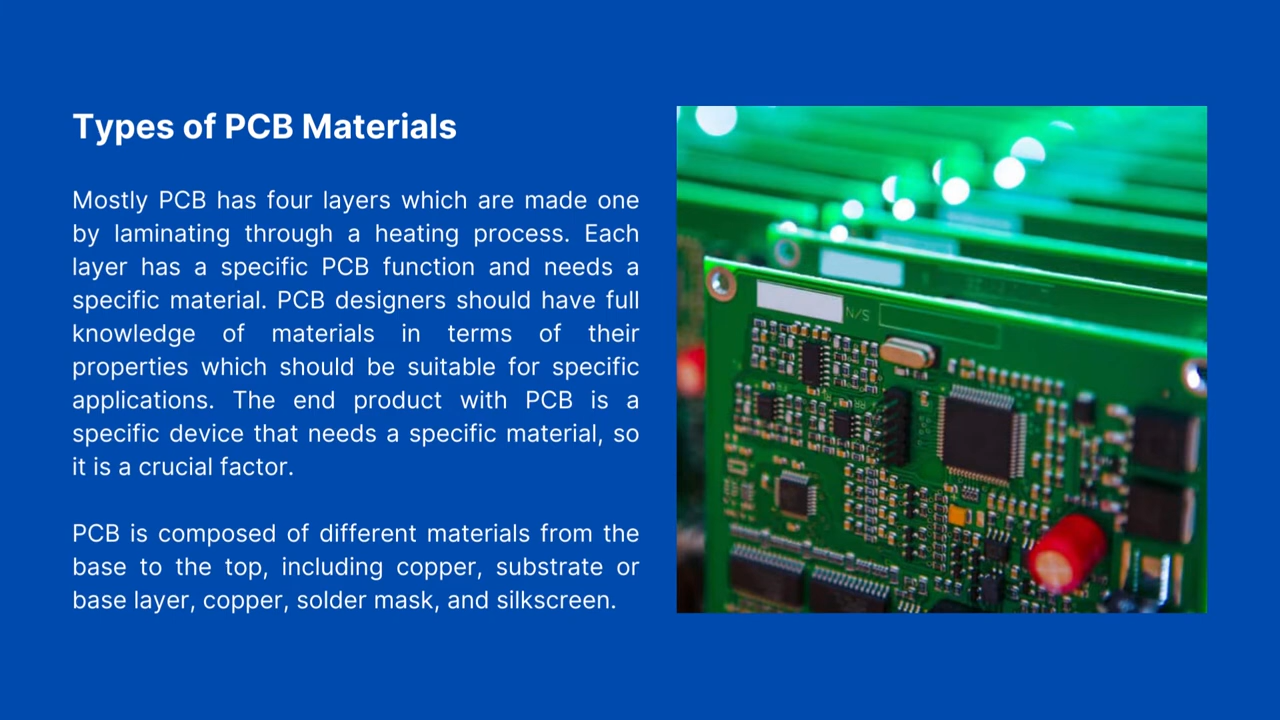 Types of PCB Materials
Mostly PCB has four layers which are made one
by laminating through a heating process. Each
layer has a specific PCB function and needs a
specific material. PCB designers should have full
knowledge of materials in terms of their
properties which should be suitable for specific
applications. The end product with PCB is a
specific device that needs a specific material, so
it is a crucial factor.
PCB is composed of different materials from the
base to the top, including copper, substrate or
base layer, copper, solder mask, and silkscreen.
N/S